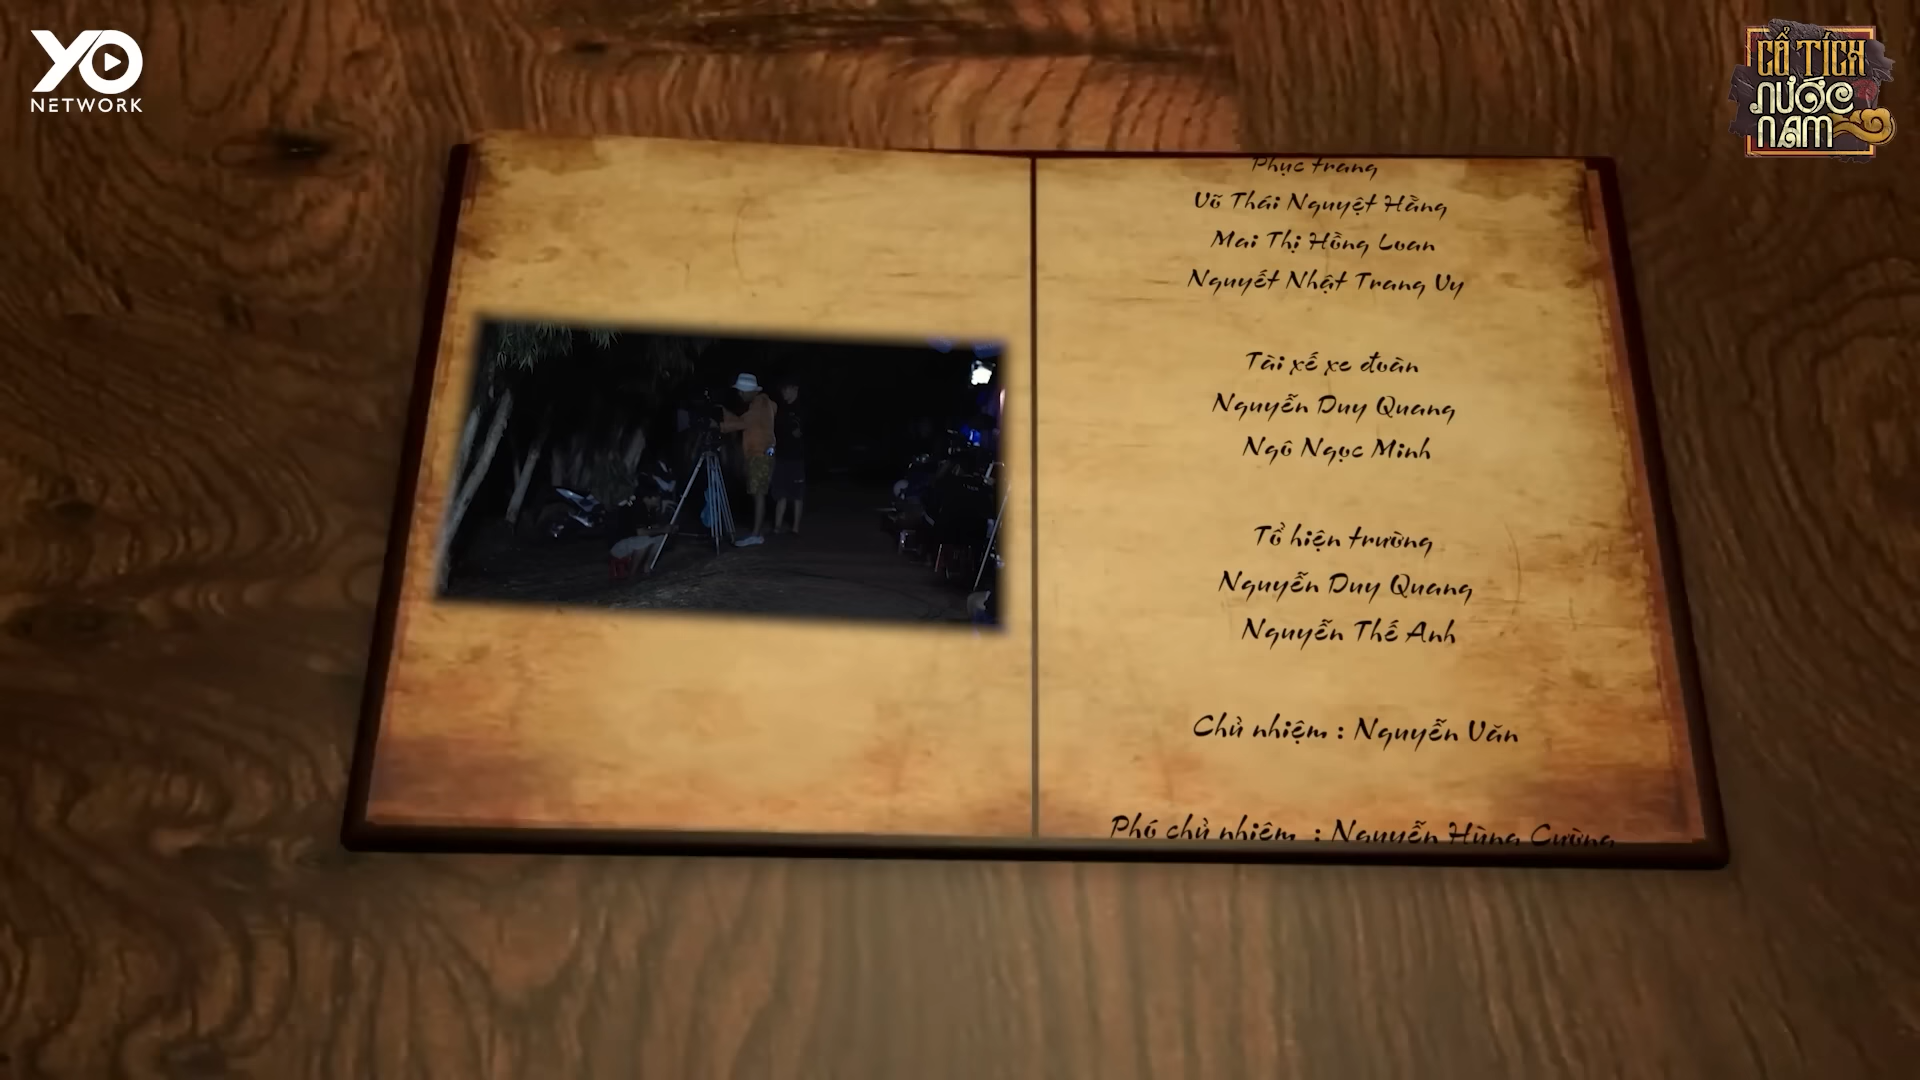 YO
NETWORK
CỔ TÍCH
NƯỚC
NAM
Phục trang
Võ Thái Nguyệt Hằng
Mai Thị Hồng Loan
Nguyết Nhật Trang Vy
Tài xế xe đoàn
Nguyễn Duy Quang
Ngô Ngọc Minh
Tổ hiện trường
Nguyễn Duy Quang
Nguyễn Thế Anh
Chủ nhiệm : Nguyễn Văn
Phó chủ nhiệm : Nguyễn Hùng Cường